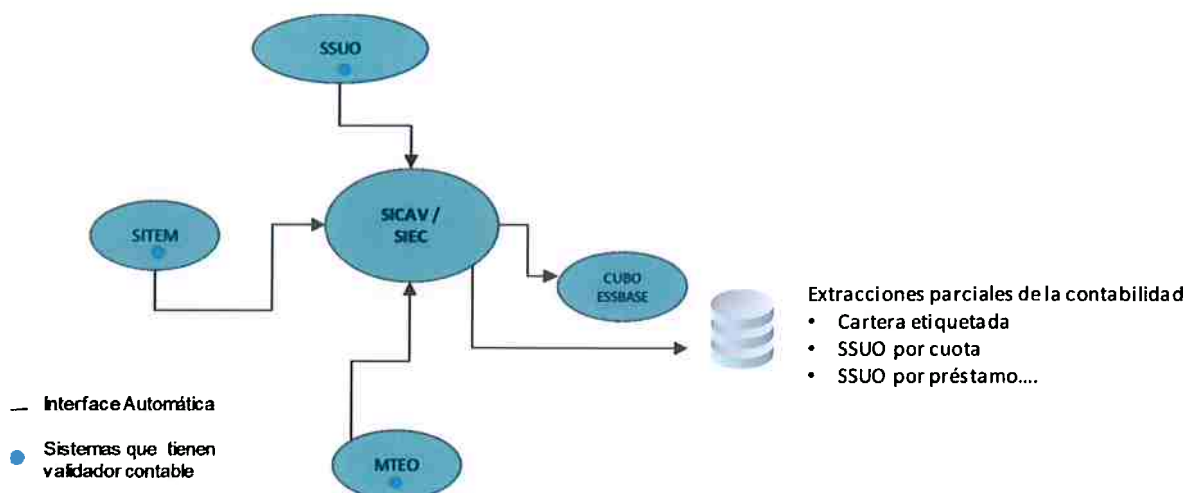 SSUO
SICAV /
SIEC
SITEM
CUBO
ESSBASE
Extracciones parciales de la contabilidad
• Cartera etiquetada
• SSUO por cuota
• SSUO por préstamo....
Interface Automática
Sistemas que tienen
validador contable
MTEO